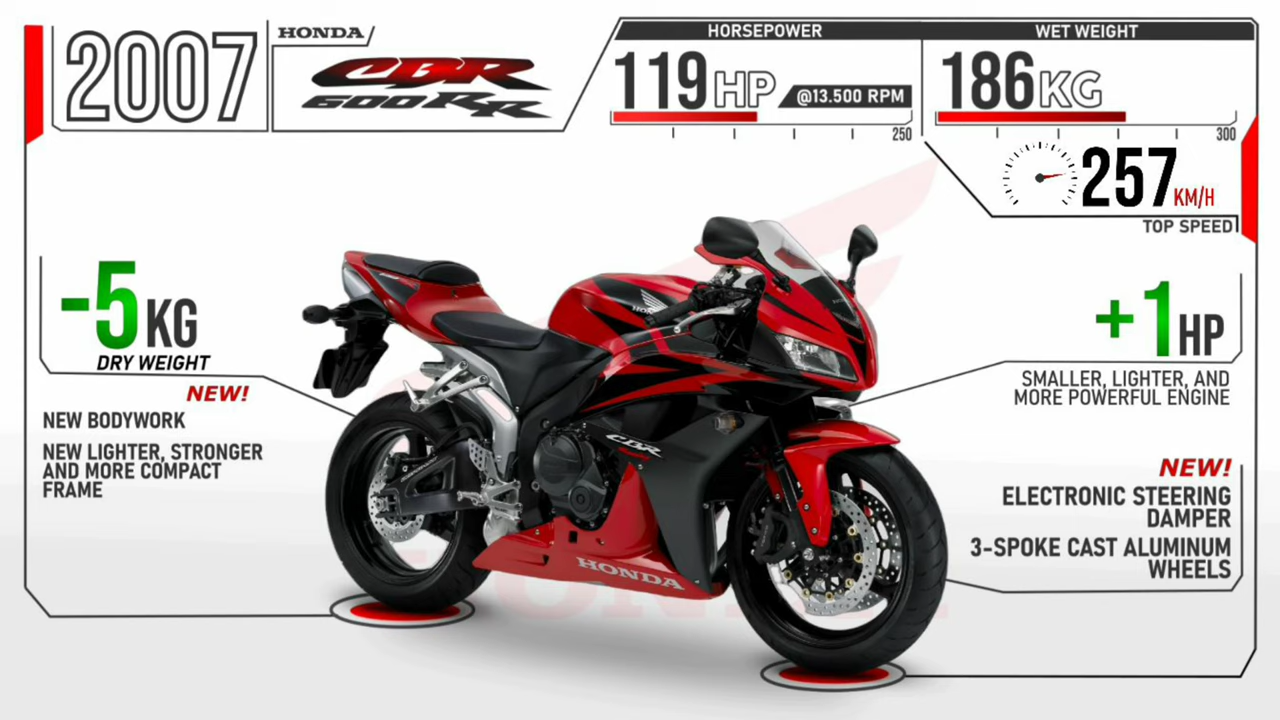 2007
HONDA
CBR
600RR
HORSEPOWER
119HP @13.500 RPM
250
WET WEIGHT
186KG
300
257KM/H
TOP SPEED
-5KG
DRY WEIGHT
NEW!
NEW BODYWORK
NEW LIGHTER, STRONGER
AND MORE COMPACT
FRAME
+1HP
SMALLER, LIGHTER, AND
MORE POWERFUL ENGINE
NEW!
ELECTRONIC STEERING
DAMPER
3-SPOKE CAST ALUMINUM
WHEELS
CBR
HONDA